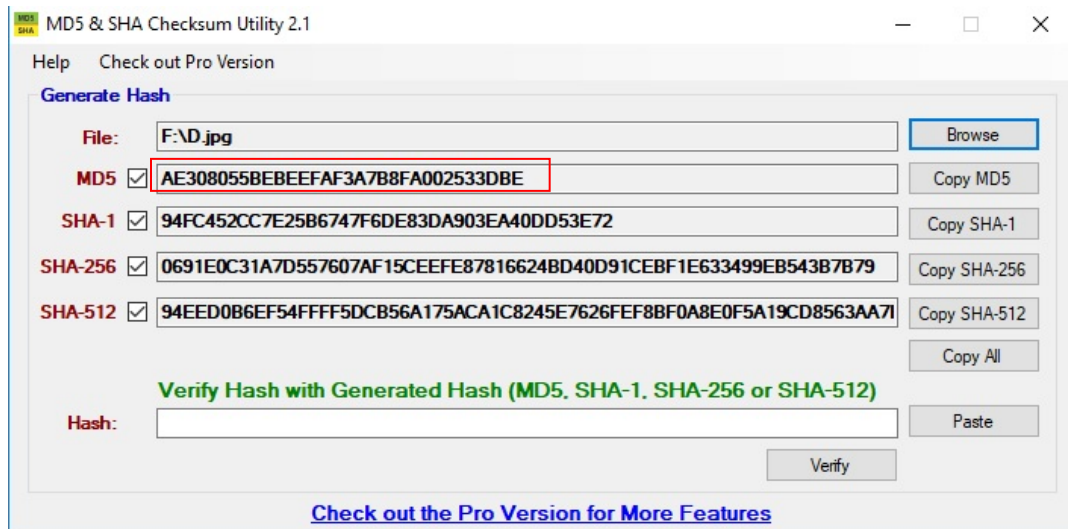 MD5 SHA MD5 & SHA Checksum Utility 2.1
Help Check out Pro Version
Generate Hash
File: F:\D.jpg Browse
MD5 AE308055BEBEEFAF3A7B8FA002533DBE Copy MD5
SHA-1 94FC452CC7E25B6747F6DE83DA903EA40DD53E72 Copy SHA-1
SHA-256 0691E0C31A7D557607AF15CEEFE87816624BD40D91CEBF1E633499EB543B7B79 Copy SHA-256
SHA-512 94EED0B6EF54FFFF5DCB56A175ACA1C8245E7626FEF8BF0A8E0F5A19CD8563AA7 Copy SHA-512
Copy All
Verify Hash with Generated Hash (MD5, SHA-1, SHA-256 or SHA-512)
Hash: Paste
Verify
Check out the Pro Version for More Features